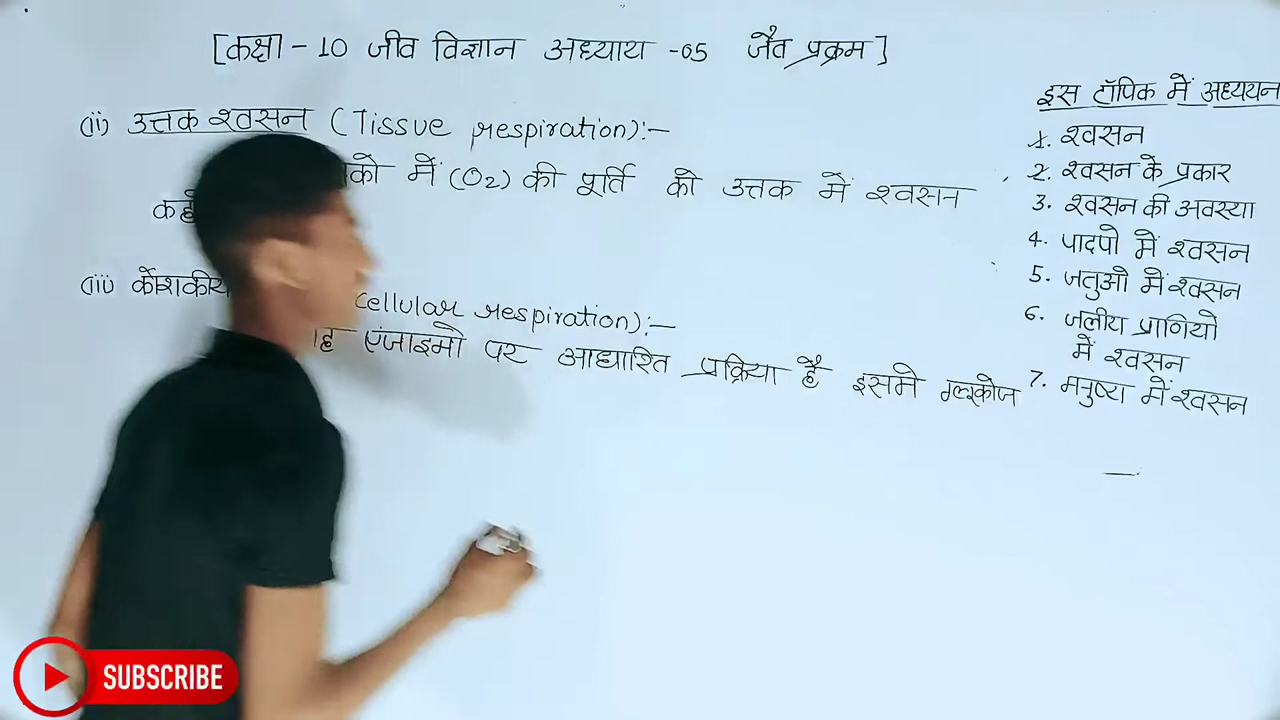 [कक्षा - 10 जीव विज्ञान अध्याय -05 जैव प्रक्रम]
(ii) उत्तक श्वसन (Tissue respiration):-
में (O2) की पूर्ति को उत्तक में श्वसन
(iii) कोशकीय cellular respiration):-
एंजाइमो पर आधारित प्रक्रिया है इसमे ग्लूकोज
इस टॉपिक में अध्ययन
1. श्वसन
2. श्वसन के प्रकार
3. श्वसन की अवस्था
4. पादपो में श्वसन
5. जतुओ में श्वसन
6. जलीय प्राणियो
में श्वसन
7. मनुष्य में श्वसन
SUBSCRIBE